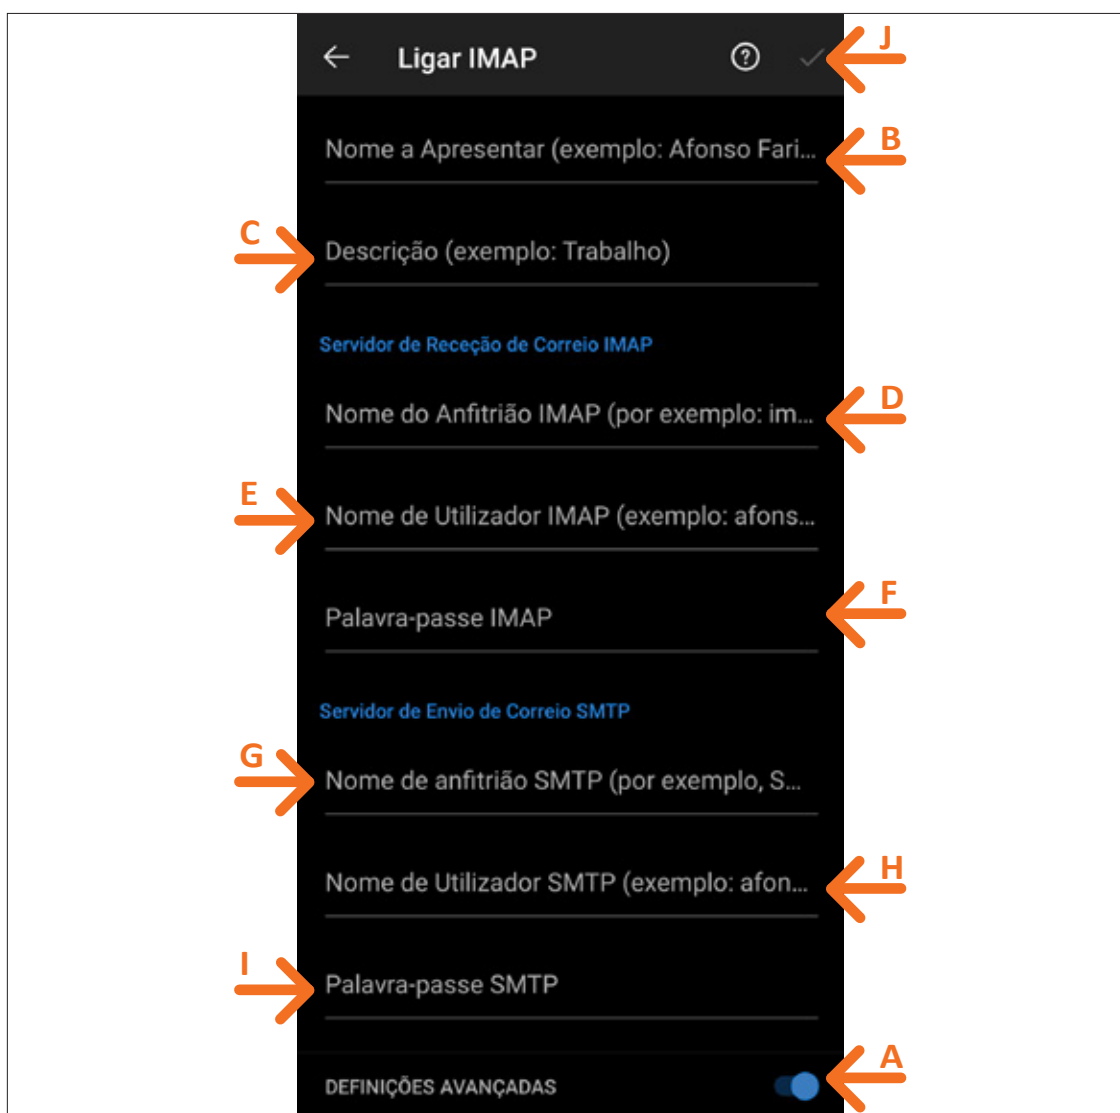 Ligar IMAP
J
Nome a Apresentar (exemplo: Afonso Fari...
B
C
Descrição (exemplo: Trabalho)
Servidor de Receção de Correio IMAP
Nome do Anfitrião IMAP (por exemplo: im...
D
E
Nome de Utilizador IMAP (exemplo: afons...
Palavra-passe IMAP
F
Servidor de Envio de Correio SMTP
G
Nome de anfitrião SMTP (por exemplo, S...
Nome de Utilizador SMTP (exemplo: afon...
H
I
Palavra-passe SMTP
DEFINIÇÕES AVANÇADAS
A